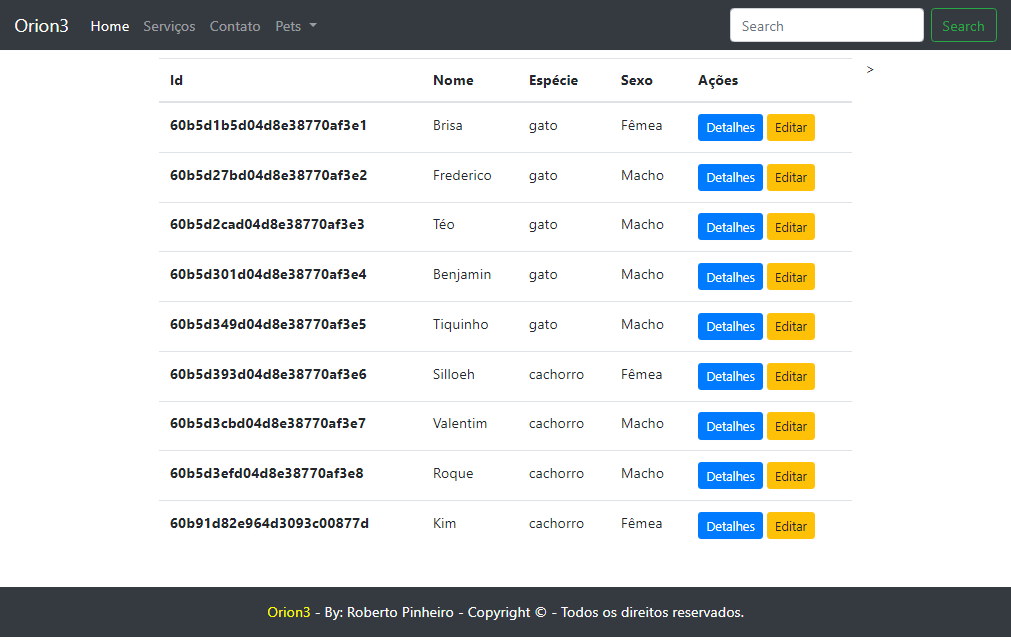 Orion3 Home Serviços Contato Pets Search Search
Id Nome Espécie Sexo Ações >
60b5d1b5d04d8e38770af3e1 Brisa gato Fêmea Detalhes Editar
60b5d27bd04d8e38770af3e2 Frederico gato Macho Detalhes Editar
60b5d2cad04d8e38770af3e3 Téo gato Macho Detalhes Editar
60b5d301d04d8e38770af3e4 Benjamin gato Macho Detalhes Editar
60b5d349d04d8e38770af3e5 Tiquinho gato Macho Detalhes Editar
60b5d393d04d8e38770af3e6 Silloeh cachorro Fêmea Detalhes Editar
60b5d3cbd04d8e38770af3e7 Valentim cachorro Macho Detalhes Editar
60b5d3efd04d8e38770af3e8 Roque cachorro Macho Detalhes Editar
60b91d82e964d3093c00877d Kim cachorro Fêmea Detalhes Editar
Orion3 - By: Roberto Pinheiro - Copyright © - Todos os direitos reservados.